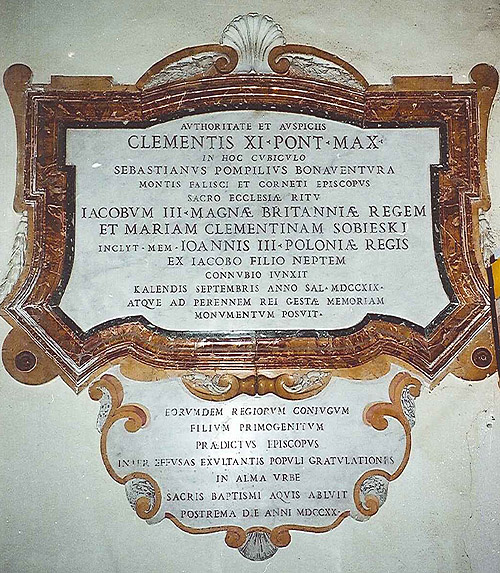 AVTHORITATE ET AVSPICIIS
CLEMENTIS XI·PONT·MAX·
IN HOC CVBICVLO
SEBASTIANVS POMPILIVS BONAVENTVRA
MONTIS FALISCI ET CORNETI EPISCOPVS
SACRO ECCLESIÆ RITV
IACOBVM III·MAGNÆ BRITANNIÆ REGEM
ET MARIAM CLEMENTINAM SOBIESKI
INCLYT·MEM·IOANNIS III·POLONIÆ REGIS
EX IACOBO FILIO NEPTEM
CONNVBIO IVNXIT
KALENDIS SEPTEMBRIS ANNO SAL·MDCCXIX·
ATQVE AD PERENNEM REI GESTÆ MEMORIAM
MONVMENTVM POSVIT·
EORVMDEM REGIORVM CONIVGVM
FILIVM PRIMOGENITVM
PRÆDICTVS EPISCOPVS
INTER EFFVSAS EXVLTANTIS POPVLI GRATVLATIONES
IN ALMA VRBE
SACRIS BAPTISMI AQVIS ABLVIT
POSTREMA DIE ANNI MDCCXX·